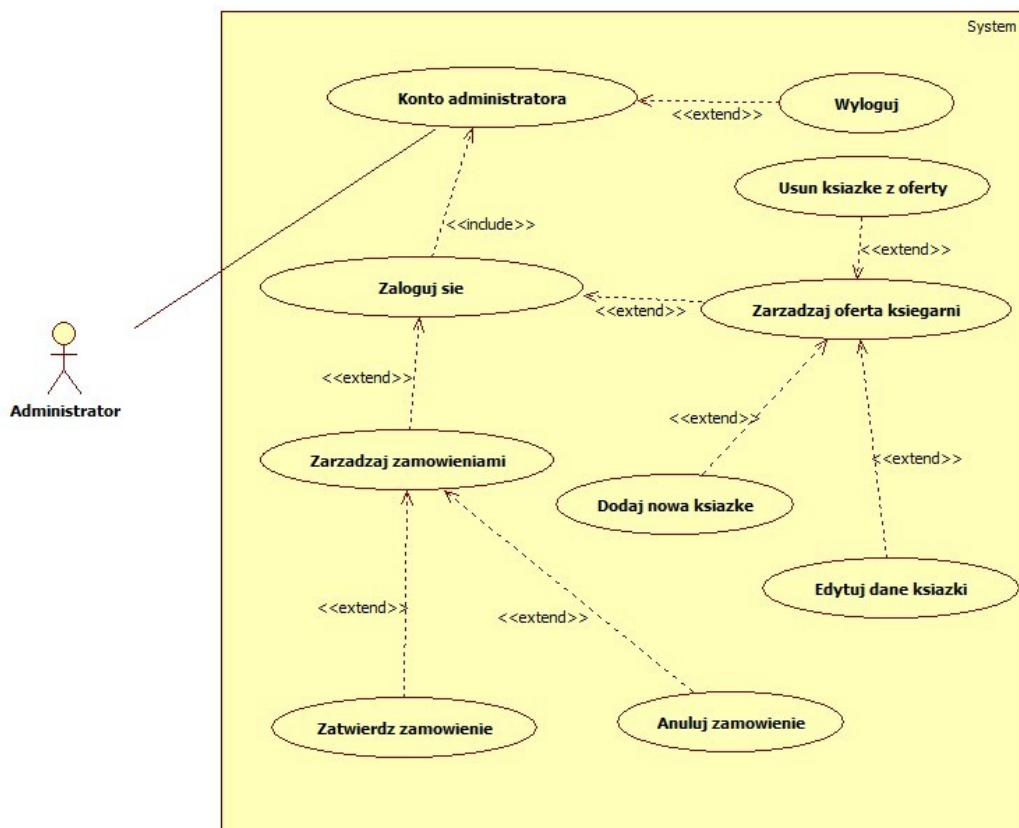 System
Konto administratora
Wyloguj
<<extend>>
Usun ksiazke z oferty
<<include>>
<<extend>>
Zaloguj sie
Zarzadzaj oferta ksiegarni
<<extend>>
<<extend>>
Administrator
<<extend>>
Zarzadzaj zamowieniami
<<extend>>
Dodaj nowa ksiazke
Edytuj dane ksiazki
<<extend>>
<<extend>>
Zatwierdz zamowienie
Anuluj zamowienie